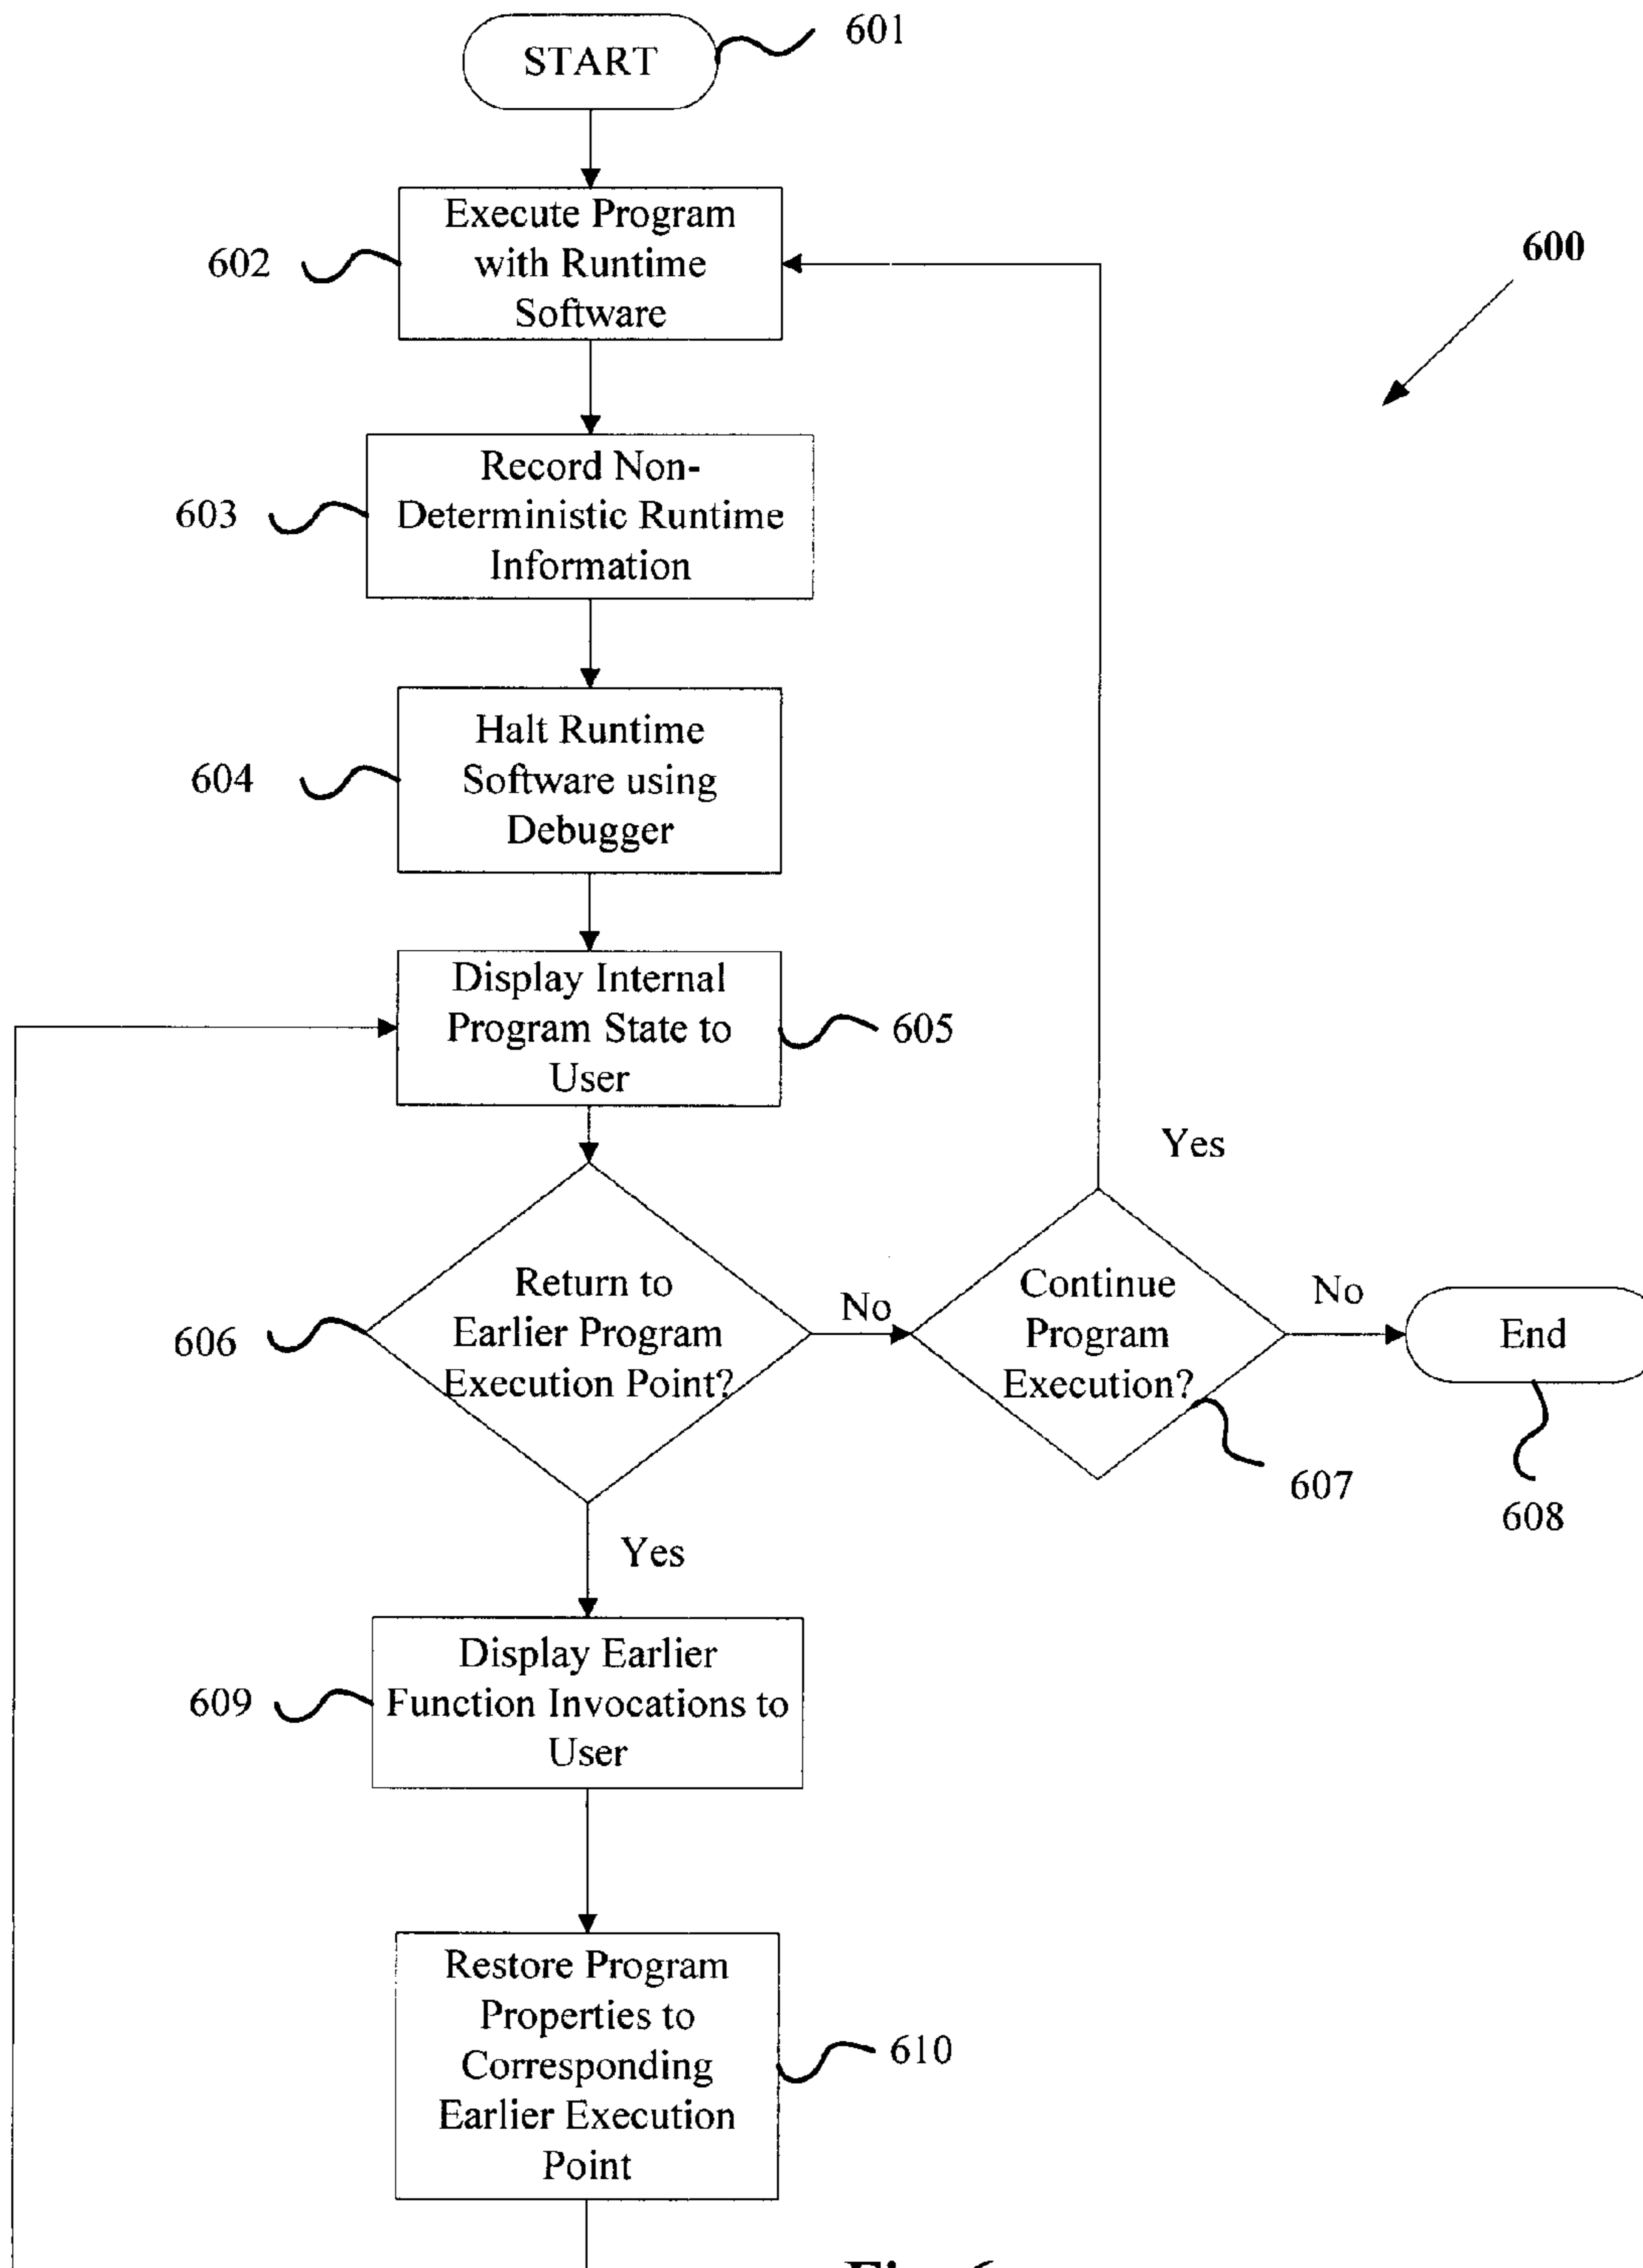 START
601
Execute Program
with Runtime
Software
602
600
Record Non-
Deterministic Runtime
Information
603
Halt Runtime
Software using
Debugger
604
Display Internal
Program State to
User
605
Return to
Earlier Program
Execution Point?
606
No
Yes
Continue
Program
Execution?
607
No
End
608
Yes
Display Earlier
Function Invocations to
User
609
Restore Program
Properties to
Corresponding
Earlier Execution
Point
610